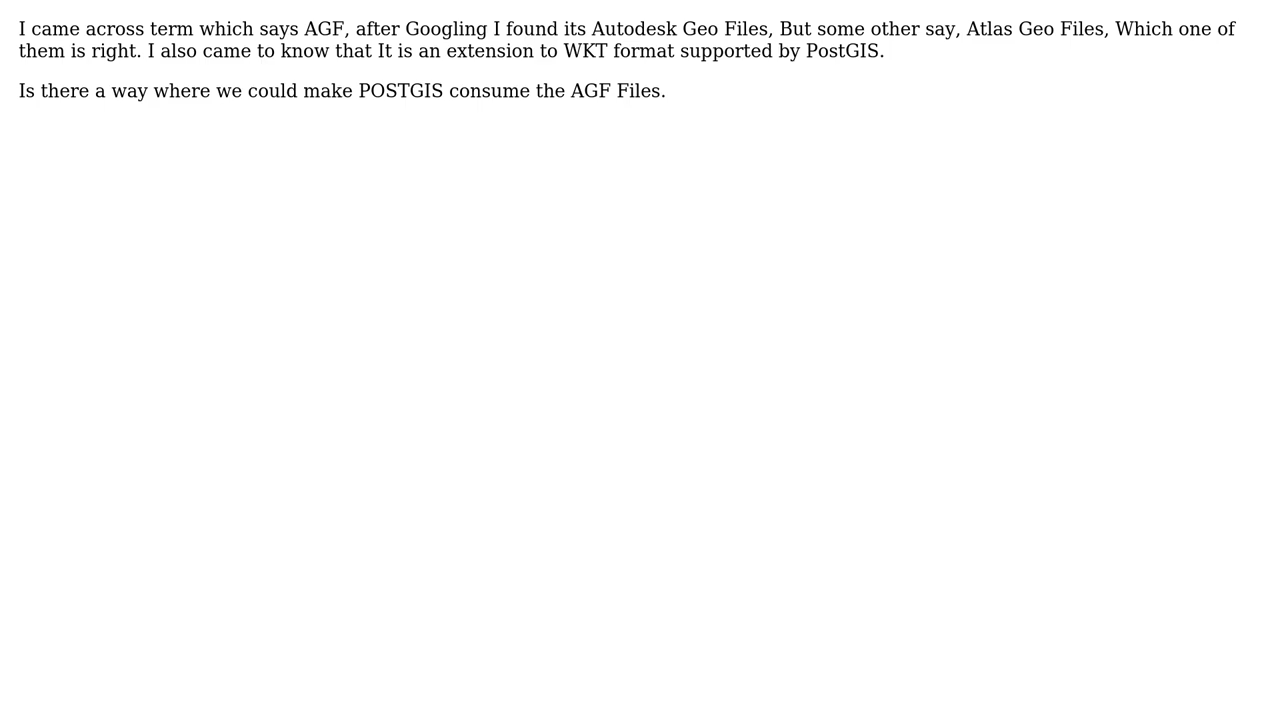 I came across term which says AGF, after Googling I found its Autodesk Geo Files, But some other say, Atlas Geo Files, Which one of
them is right. I also came to know that It is an extension to WKT format supported by PostGIS.
Is there a way where we could make POSTGIS consume the AGF Files.